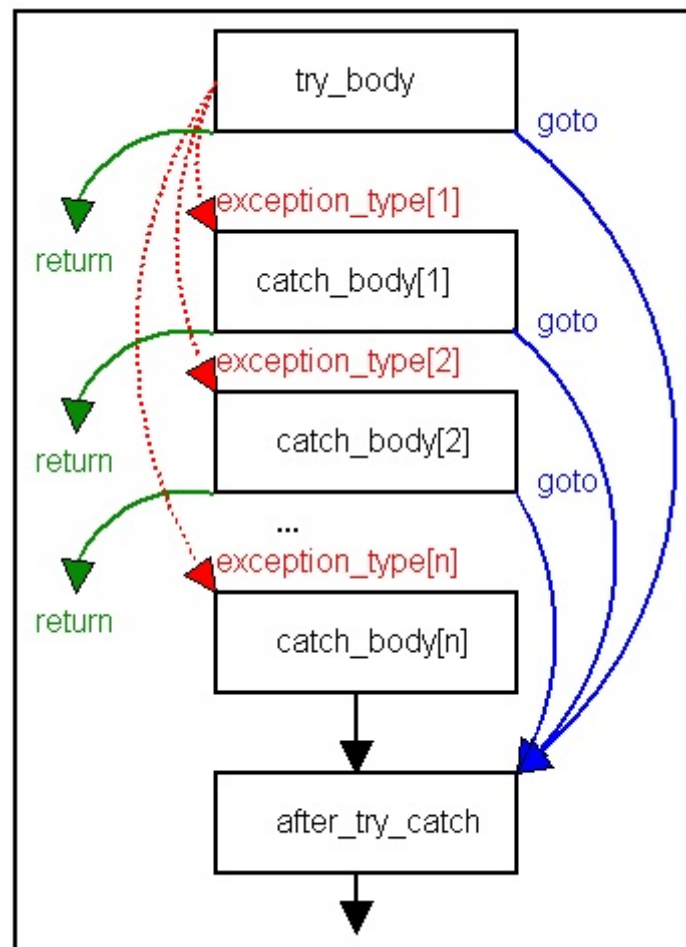 try_body
goto
exception_type[1]
return
catch_body[1]
goto
exception_type[2]
catch_body[2]
return
goto
...
exception_type[n]
return
catch_body[n]
after_try_catch